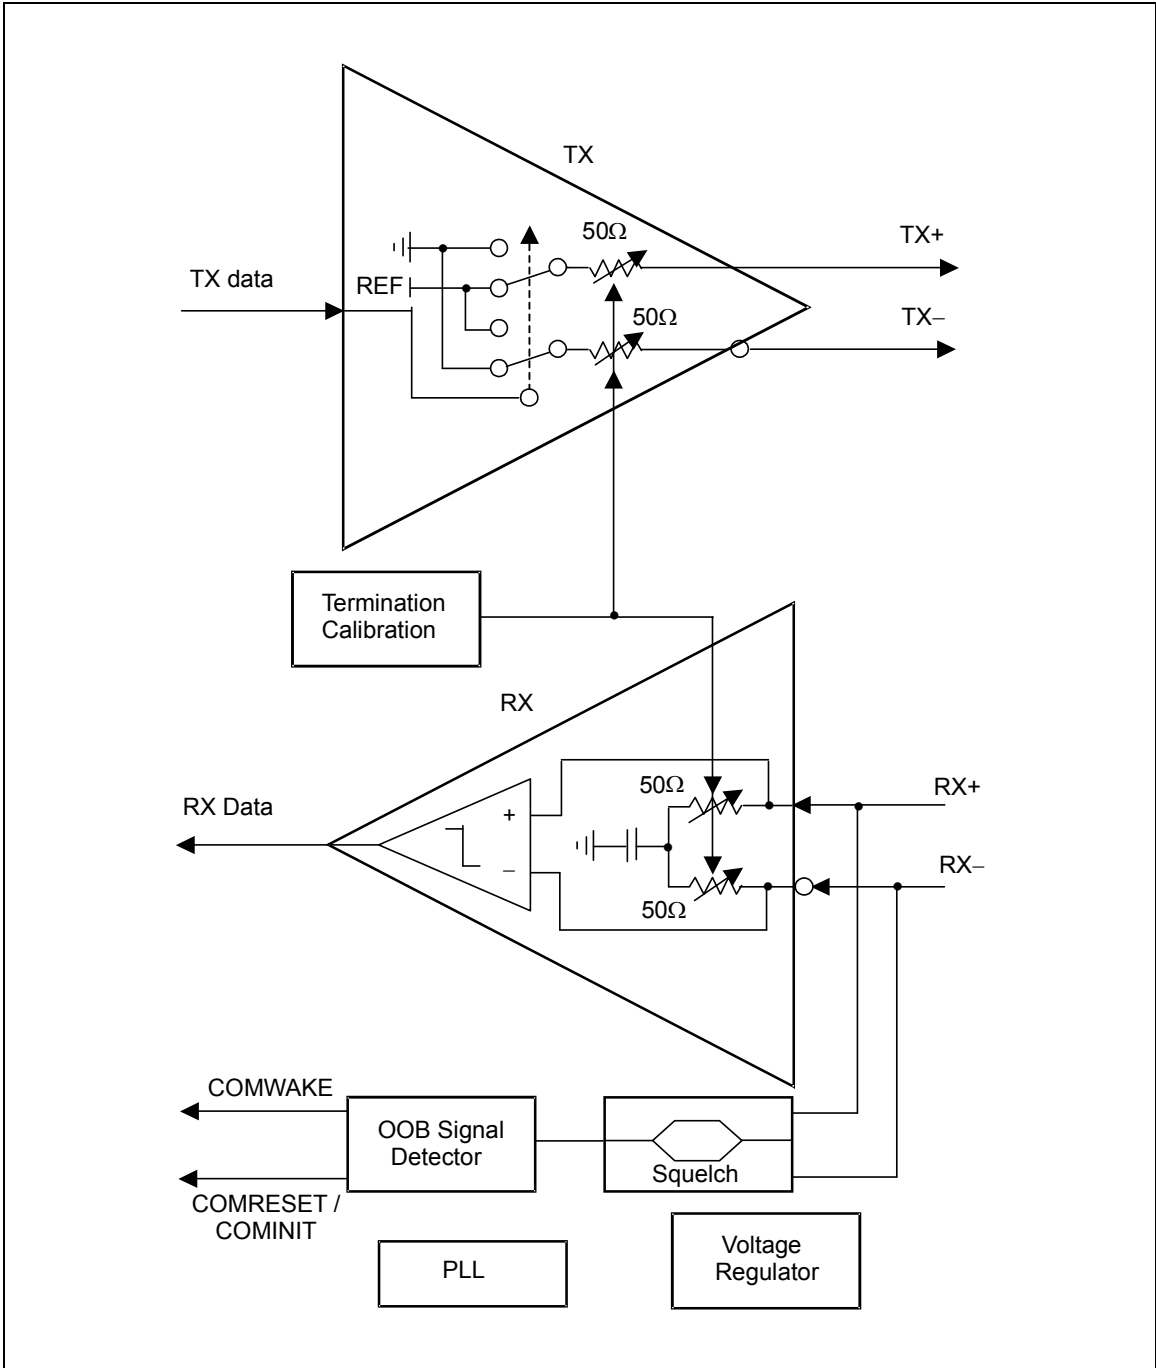 TX
50Ω
TX+
TX data
REF
50Ω
TX–
Termination
Calibration
RX
50Ω
RX+
RX Data
+
–
RX–
50Ω
COMWAKE
OOB Signal
Detector
Squelch
COMRESET /
COMINIT
PLL
Voltage
Regulator